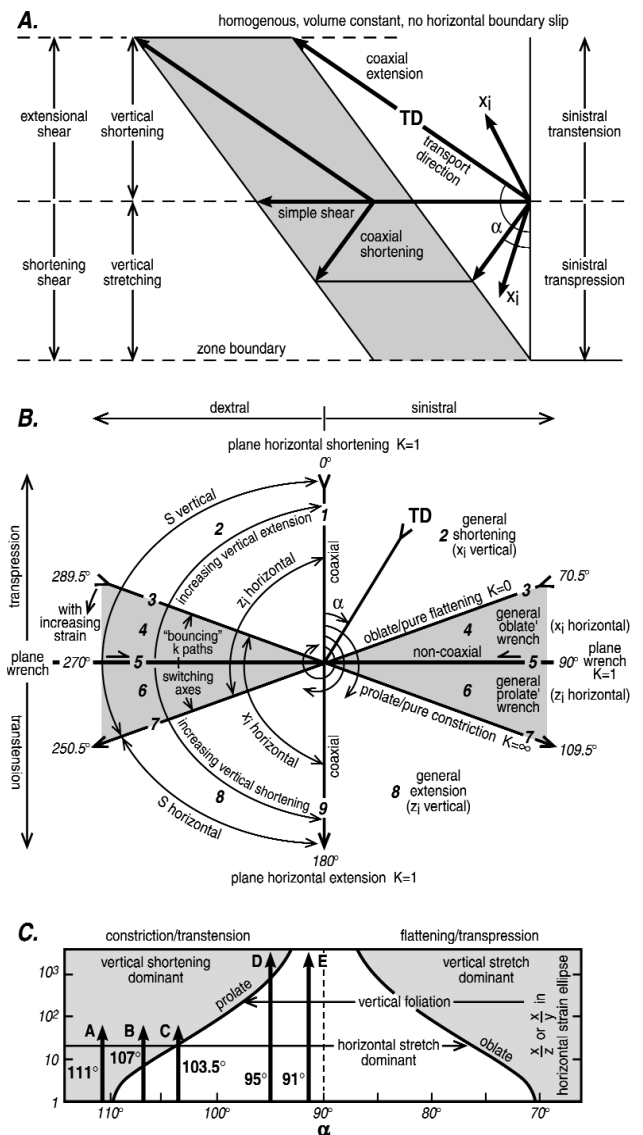 A.
homogenous, volume constant, no horizontal boundary slip
extensional
shear
vertical
shortening
coaxial
extension
TD
transport
direction
xi
sinistral
transtension
simple shear
α
coaxial
shortening
shortening
shear
vertical
stretching
xi
sinistral
transpression
zone boundary
B.
dextral
sinistral
plane horizontal shortening K=1
0°
S vertical
2
increasing vertical extension
1
zi horizontal
coaxial
TD
2 general
shortening
(xi vertical)
α
transpression
289.5°
with
increasing
strain
3
4
"bouncing"
k paths
oblate/pure flattening K=0
3
70.5°
4
general
oblate'
wrench
(xi horizontal)
plane
wrench
270°
5
non-coaxial
5
90°
plane
wrench
K=1
6
switching
axes
6
general
prolate'
wrench
(zi horizontal)
transtension
250.5°
7
xi horizontal
prolate/pure constriction K=∞
7
109.5°
increasing vertical shortening
8
S horizontal
coaxial
9
8
general
extension
(zi vertical)
180°
plane horizontal extension K=1
C.
constriction/transtension
flattening/transpression
vertical shortening
dominant
D
E
vertical stretch
dominant
10³
prolate
vertical foliation
10²
A
B
C
horizontal stretch
dominant
oblate
x/z or x/y in
horizontal strain ellipse
10
111°
107°
103.5°
95°
91°
1
110°
100°
90°
80°
70°
α